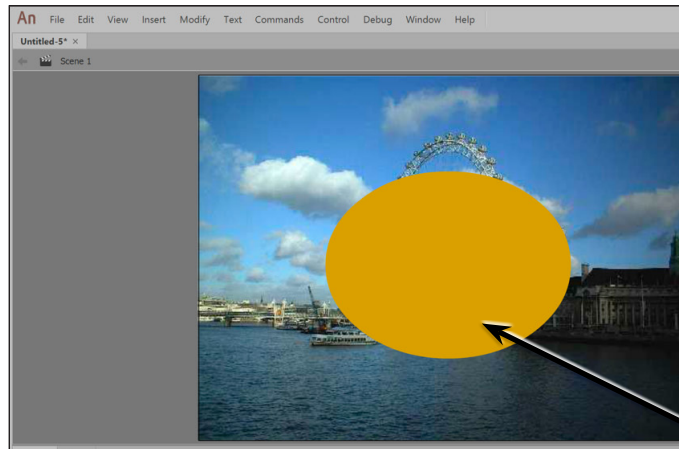 An File Edit View Insert Modify Text Commands Control Debug Window Help
Untitled-5* ×
Scene 1